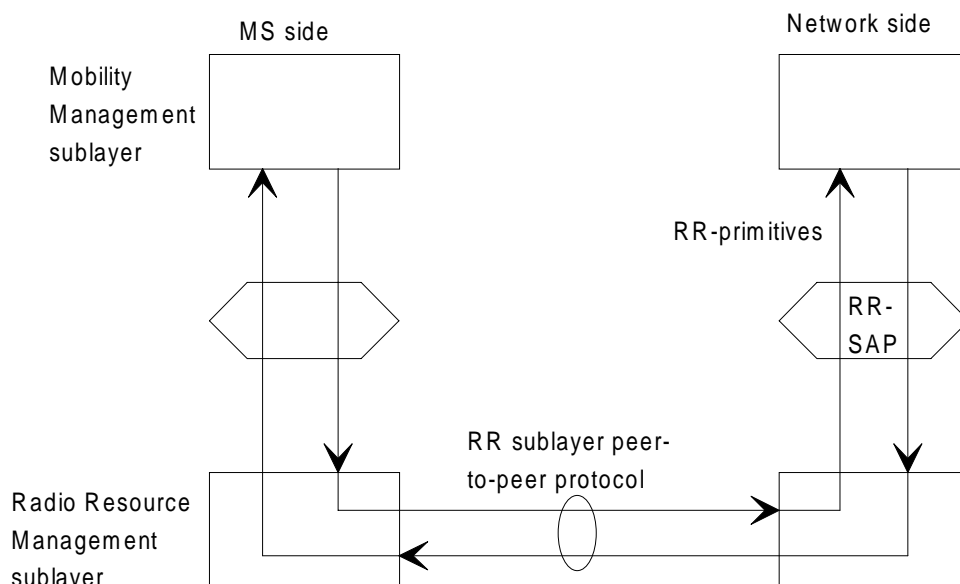 MS side
Network side
Mobility
Management
sublayer
RR-primitives
RR-
SAP
RR sublayer peer-
to-peer protocol
Radio Resource
Management
sublayer